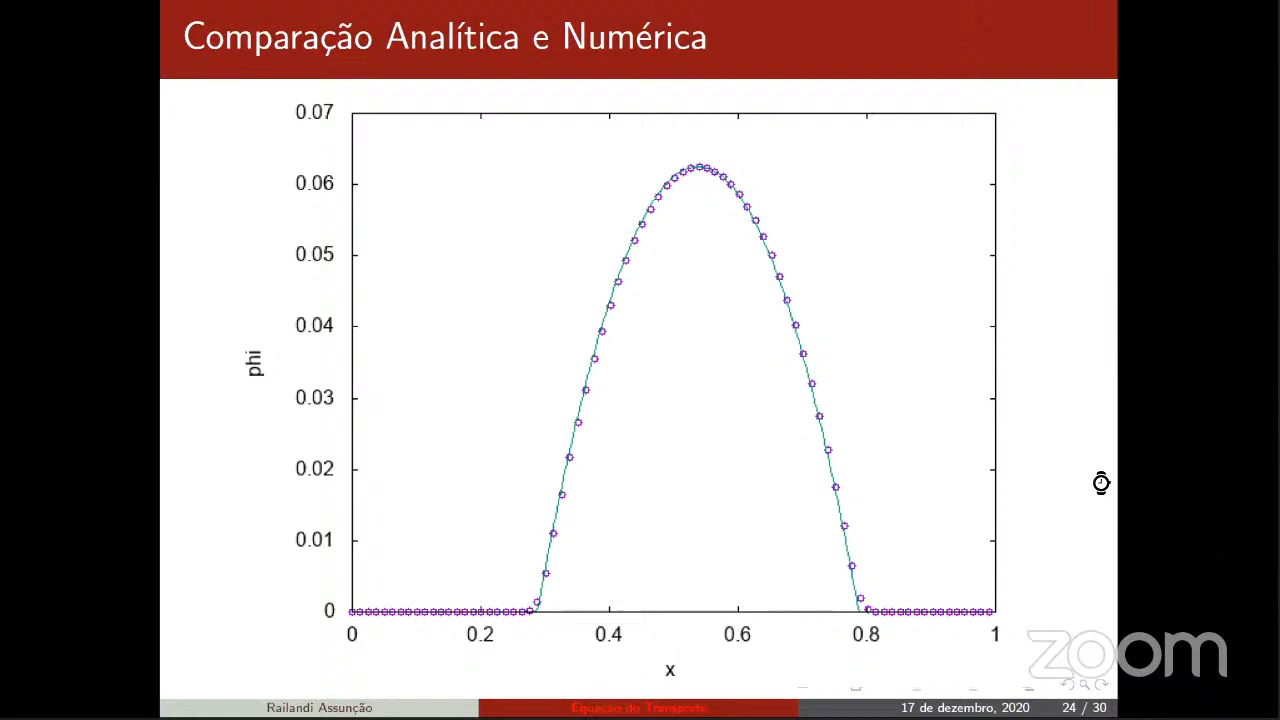 Comparação Analítica e Numérica
0.07
0.06
0.05
0.04
phi
0.03
0.02
0.01
0
0 0.2 0.4 0.6 0.8 1
x
zoom
Railandi Assunção Equação do Transporte 17 de dezembro, 2020 24 / 30